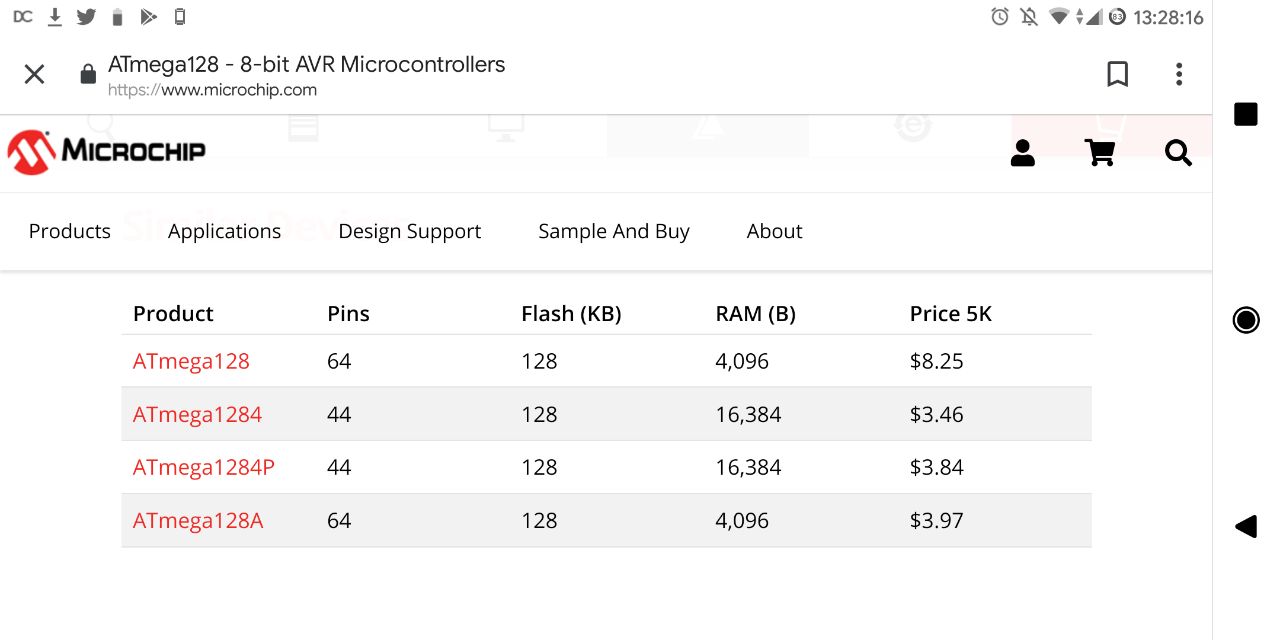 DC 83 13:28:16
ATmega128 - 8-bit AVR Microcontrollers
https://www.microchip.com
MICROCHIP
Similar Devices
Products Applications Design Support Sample And Buy About
Product Pins Flash (KB) RAM (B) Price 5K
ATmega128 64 128 4,096 $8.25
ATmega1284 44 128 16,384 $3.46
ATmega1284P 44 128 16,384 $3.84
ATmega128A 64 128 4,096 $3.97